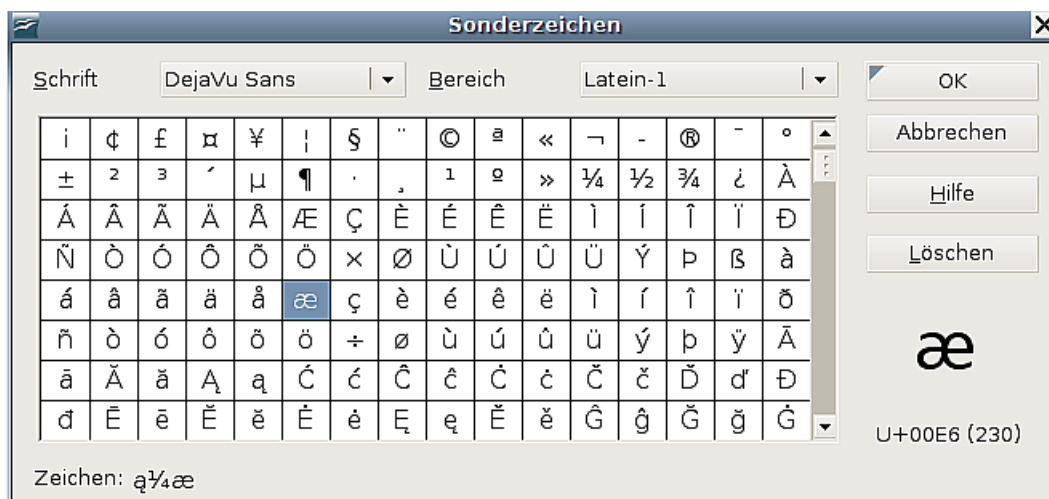 Sonderzeichen
Schrift DejaVu Sans Bereich Latein-1 OK
¡ ¢ £ ¤ ¥ ¦ § ¨ © ª « ¬ - ® ¯ °
Abbrechen
± ² ³ ´ µ ¶ · ¸ ¹ º » ¼ ½ ¾ ¿ À
Hilfe
Á Â Ã Ä Å Æ Ç È É Ê Ë Ì Í Î Ï Ð
Ñ Ò Ó Ô Õ Ö × Ø Ù Ú Û Ü Ý Þ ß à
Löschen
á â ã ä å æ ç è é ê ë ì í î ï ð
ñ ò ó ô õ ö ÷ ø ù ú û ü ý þ ÿ Ā
æ
ā Ă ă Ą ą Ć ć Ĉ ĉ Ċ ċ Č č Ď ď Đ
đ Ē ē Ĕ ĕ Ė ė Ę ę Ě ě Ĝ ĝ Ğ ğ Ġ
U+00E6 (230)
Zeichen: ą¼æ